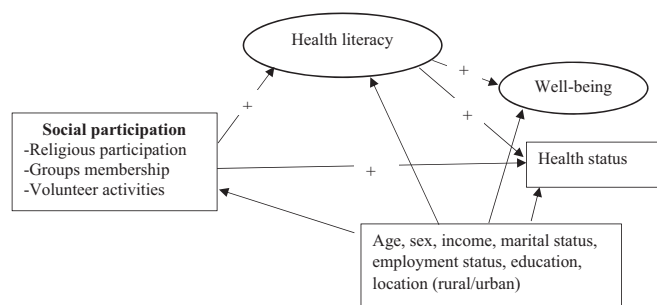 Health literacy
+
Well-being
+
+
Social participation
-Religious participation
-Groups membership
-Volunteer activities
+
Health status
Age, sex, income, marital status,
employment status, education,
location (rural/urban)